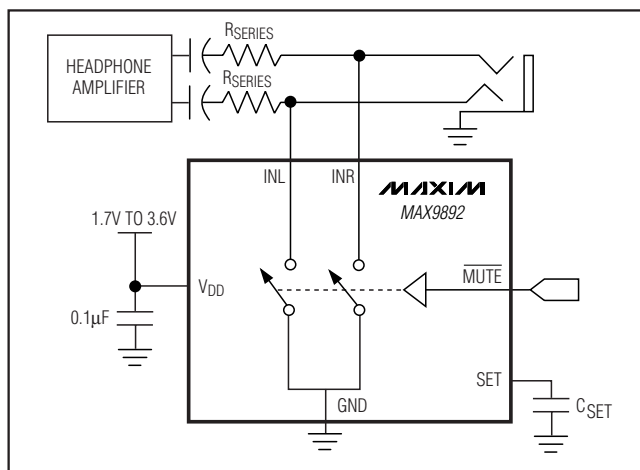 RSERIES
HEADPHONE
AMPLIFIER
RSERIES
INL
INR
MAXIM
MAX9892
1.7V TO 3.6V
VDD
MUTE
0.1µF
SET
GND
CSET